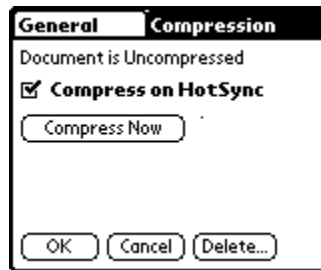 General Compression
Document is Uncompressed
Compress on HotSync
Compress Now
OK Cancel Delete...